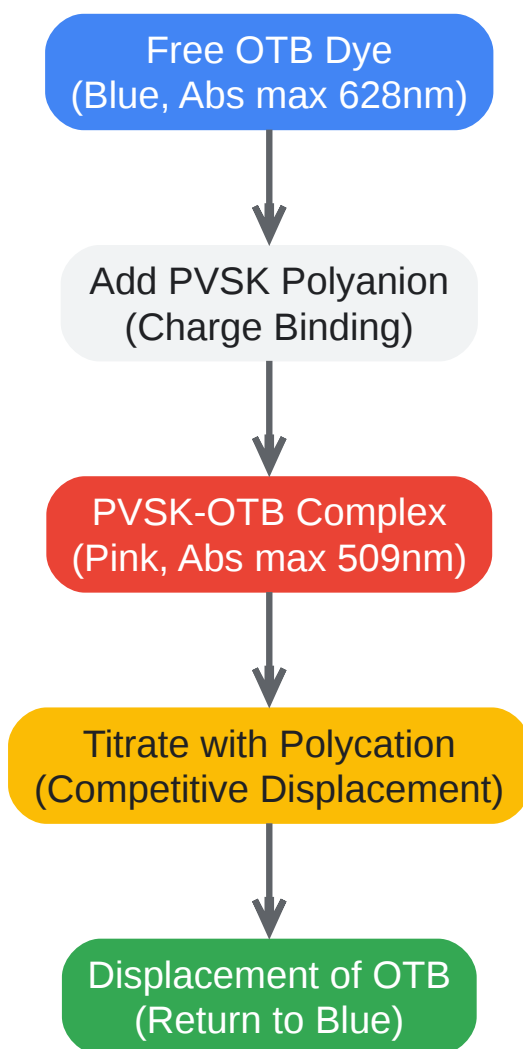 Free OTB Dye
(Blue, Abs max 628nm)
Add PVSK Polyanion
(Charge Binding)
PVSK-OTB Complex
(Pink, Abs max 509nm)
Titrate with Polycation
(Competitive Displacement)
Displacement of OTB
(Return to Blue)